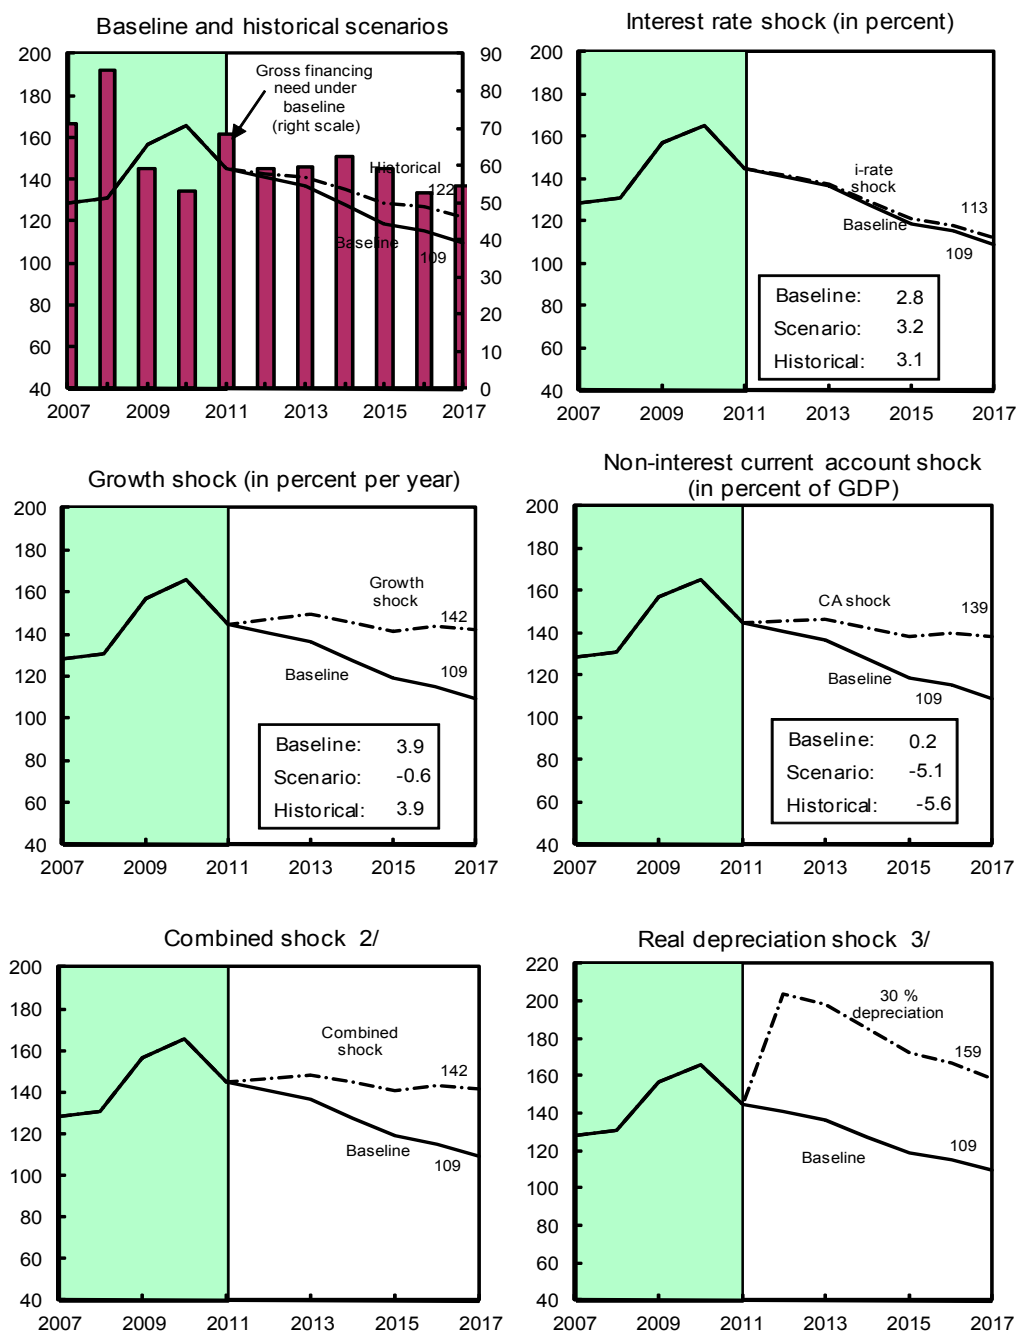 Baseline and historical scenarios
200
180
160
140
120
100
80
60
40
90
80
70
60
50
40
30
20
10
0
Gross financing
need under
baseline
(right scale)
Historical
122
Baseline
109
2007 2009 2011 2013 2015 2017
Interest rate shock (in percent)
200
180
160
140
120
100
80
60
40
i-rate
shock
113
Baseline
109
Baseline: 2.8
Scenario: 3.2
Historical: 3.1
2007 2009 2011 2013 2015 2017
Growth shock (in percent per year)
200
180
160
140
120
100
80
60
40
Growth
shock
142
109
Baseline
Baseline: 3.9
Scenario: -0.6
Historical: 3.9
2007 2009 2011 2013 2015 2017
Non-interest current account shock
(in percent of GDP)
200
180
160
140
120
100
80
60
40
CA shock
139
Baseline
109
Baseline: 0.2
Scenario: -5.1
Historical: -5.6
2007 2009 2011 2013 2015 2017
Combined shock 2/
200
180
160
140
120
100
80
60
40
Combined
shock
142
Baseline
109
2007 2009 2011 2013 2015 2017
Real depreciation shock 3/
220
200
180
160
140
120
100
80
60
40
30 %
depreciation
159
109
Baseline
2007 2009 2011 2013 2015 2017